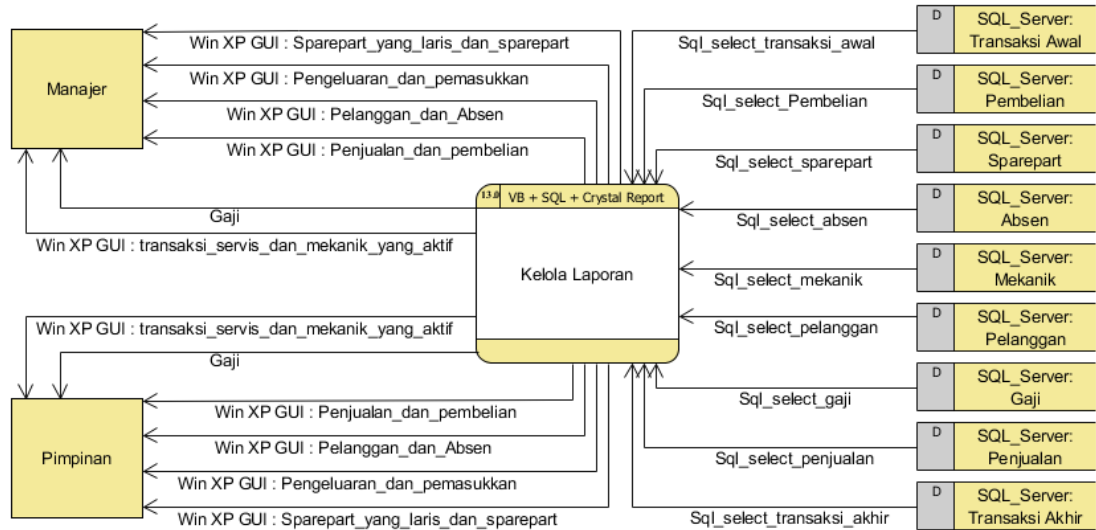 D
SQL_Server:
Transaksi Awal
Win XP GUI : Sparepart_yang_laris_dan_sparepart
Sql_select_transaksi_awal
Manajer
Win XP GUI : Pengeluaran_dan_pemasukkan
D
SQL_Server:
Pembelian
Sql_select_Pembelian
Win XP GUI : Pelanggan_dan_Absen
Win XP GUI : Penjualan_dan_pembelian
D
SQL_Server:
Sparepart
Sql_select_sparepart
Gaji
Win XP GUI : transaksi_servis_dan_mekanik_yang_aktif
13.0
VB + SQL + Crystal Report
Kelola Laporan
D
SQL_Server:
Absen
Sql_select_absen
D
SQL_Server:
Mekanik
Sql_select_mekanik
D
SQL_Server:
Pelanggan
Sql_select_pelanggan
Win XP GUI : transaksi_servis_dan_mekanik_yang_aktif
Gaji
D
SQL_Server:
Gaji
Sql_select_gaji
Win XP GUI : Penjualan_dan_pembelian
Win XP GUI : Pelanggan_dan_Absen
Pimpinan
D
SQL_Server:
Penjualan
Sql_select_penjualan
Win XP GUI : Pengeluaran_dan_pemasukkan
Win XP GUI : Sparepart_yang_laris_dan_sparepart
D
SQL_Server:
Transaksi Akhir
Sql_select_transaksi_akhir